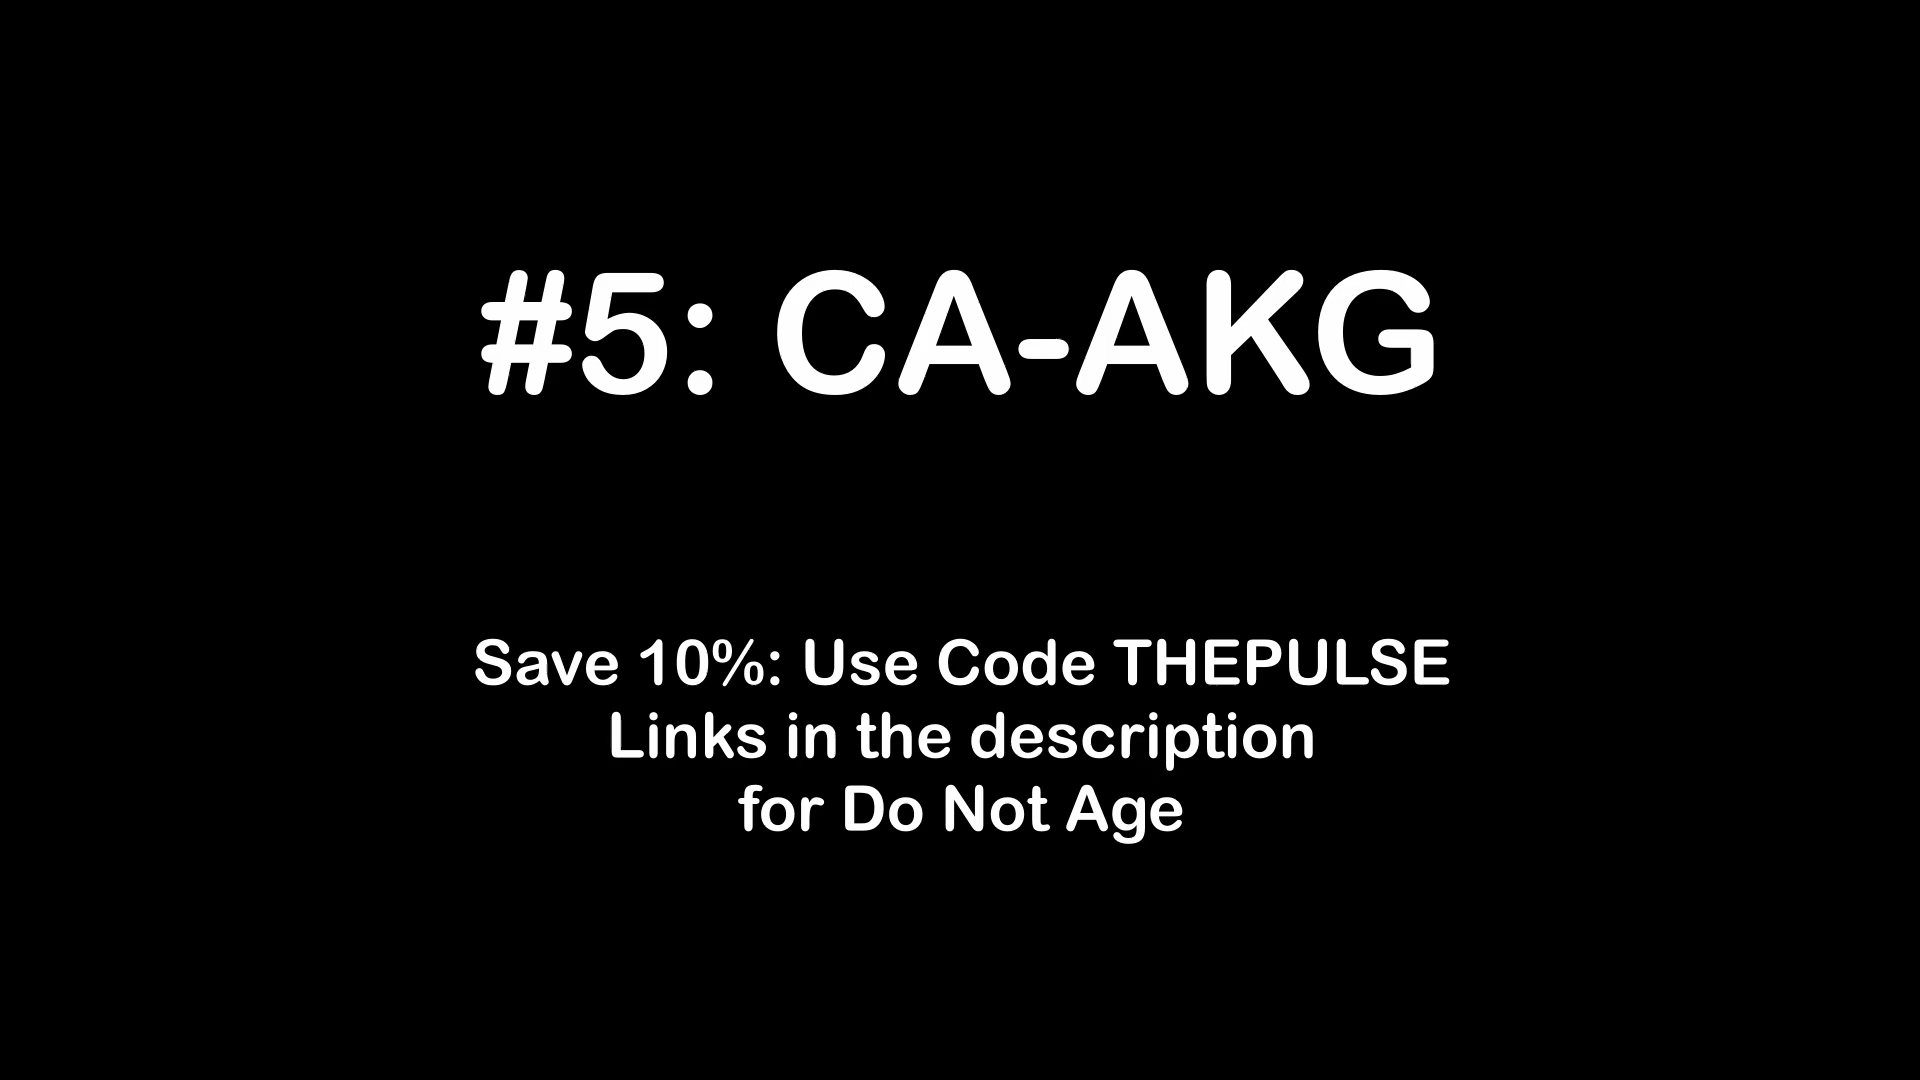 #5: CA-AKG
Save 10%: Use Code THEPULSE
Links in the description
for Do Not Age